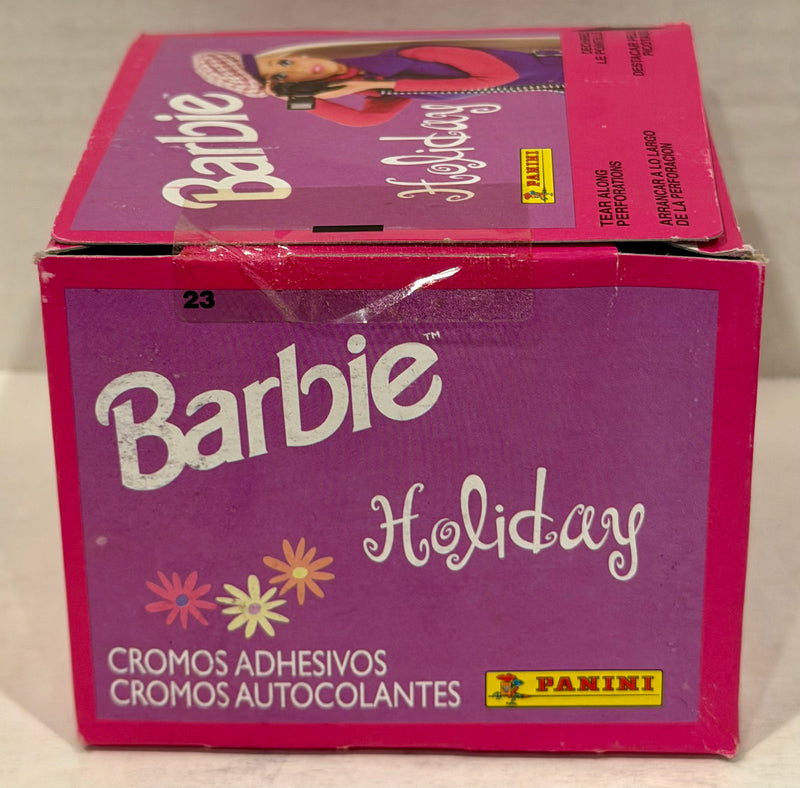 Barbie™
Holiday
PANINI
TEAR ALONG
PERFORATIONS
ARRANCAR A LO LARGO
DE LA PERFORACION
23
Barbie™
Holiday
CROMOS ADHESIVOS
CROMOS AUTOCOLANTES
PANINI